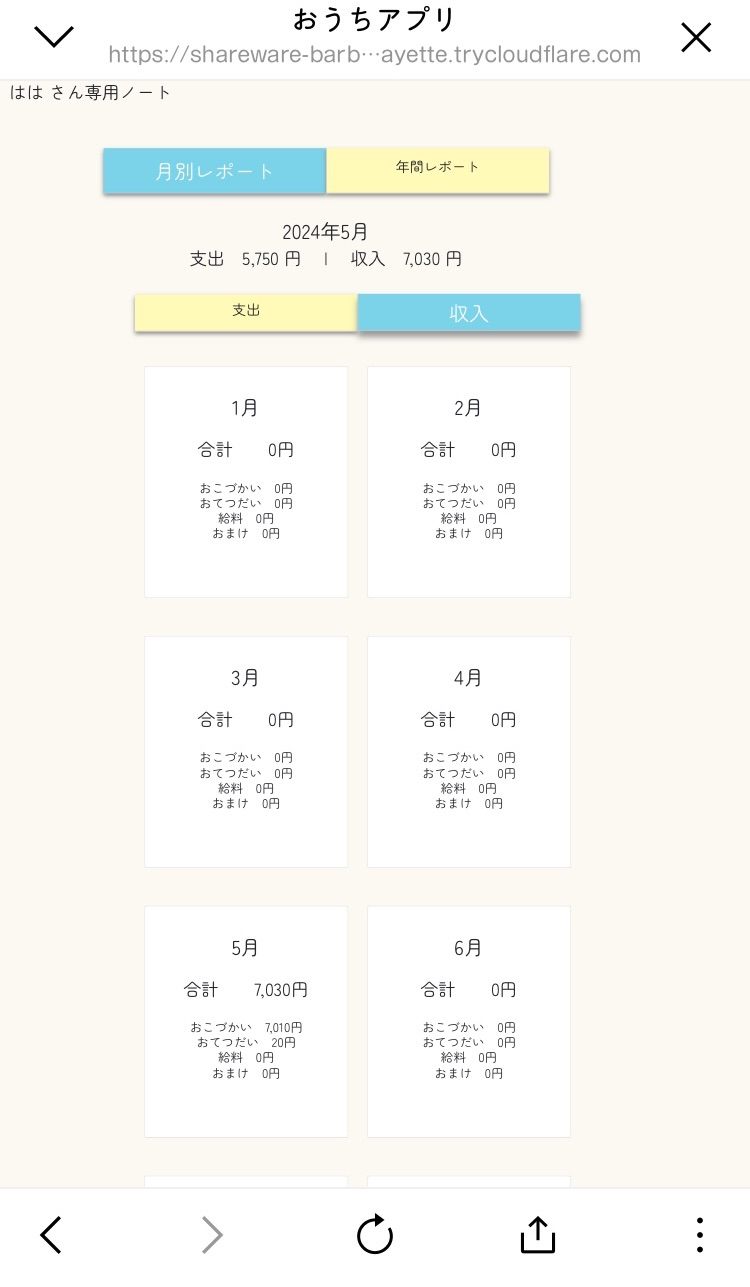 おうちアプリ
https://shareware-barb…ayette.trycloudflare.com
はは さん専用ノート
月別レポート 年間レポート
2024年5月
支出 5,750 円 | 収入 7,030 円
支出 収入
1月
合計 0円
おこづかい 0円
おてつだい 0円
給料 0円
おまけ 0円
2月
合計 0円
おこづかい 0円
おてつだい 0円
給料 0円
おまけ 0円
3月
合計 0円
おこづかい 0円
おてつだい 0円
給料 0円
おまけ 0円
4月
合計 0円
おこづかい 0円
おてつだい 0円
給料 0円
おまけ 0円
5月
合計 7,030円
おこづかい 7,010円
おてつだい 20円
給料 0円
おまけ 0円
6月
合計 0円
おこづかい 0円
おてつだい 0円
給料 0円
おまけ 0円